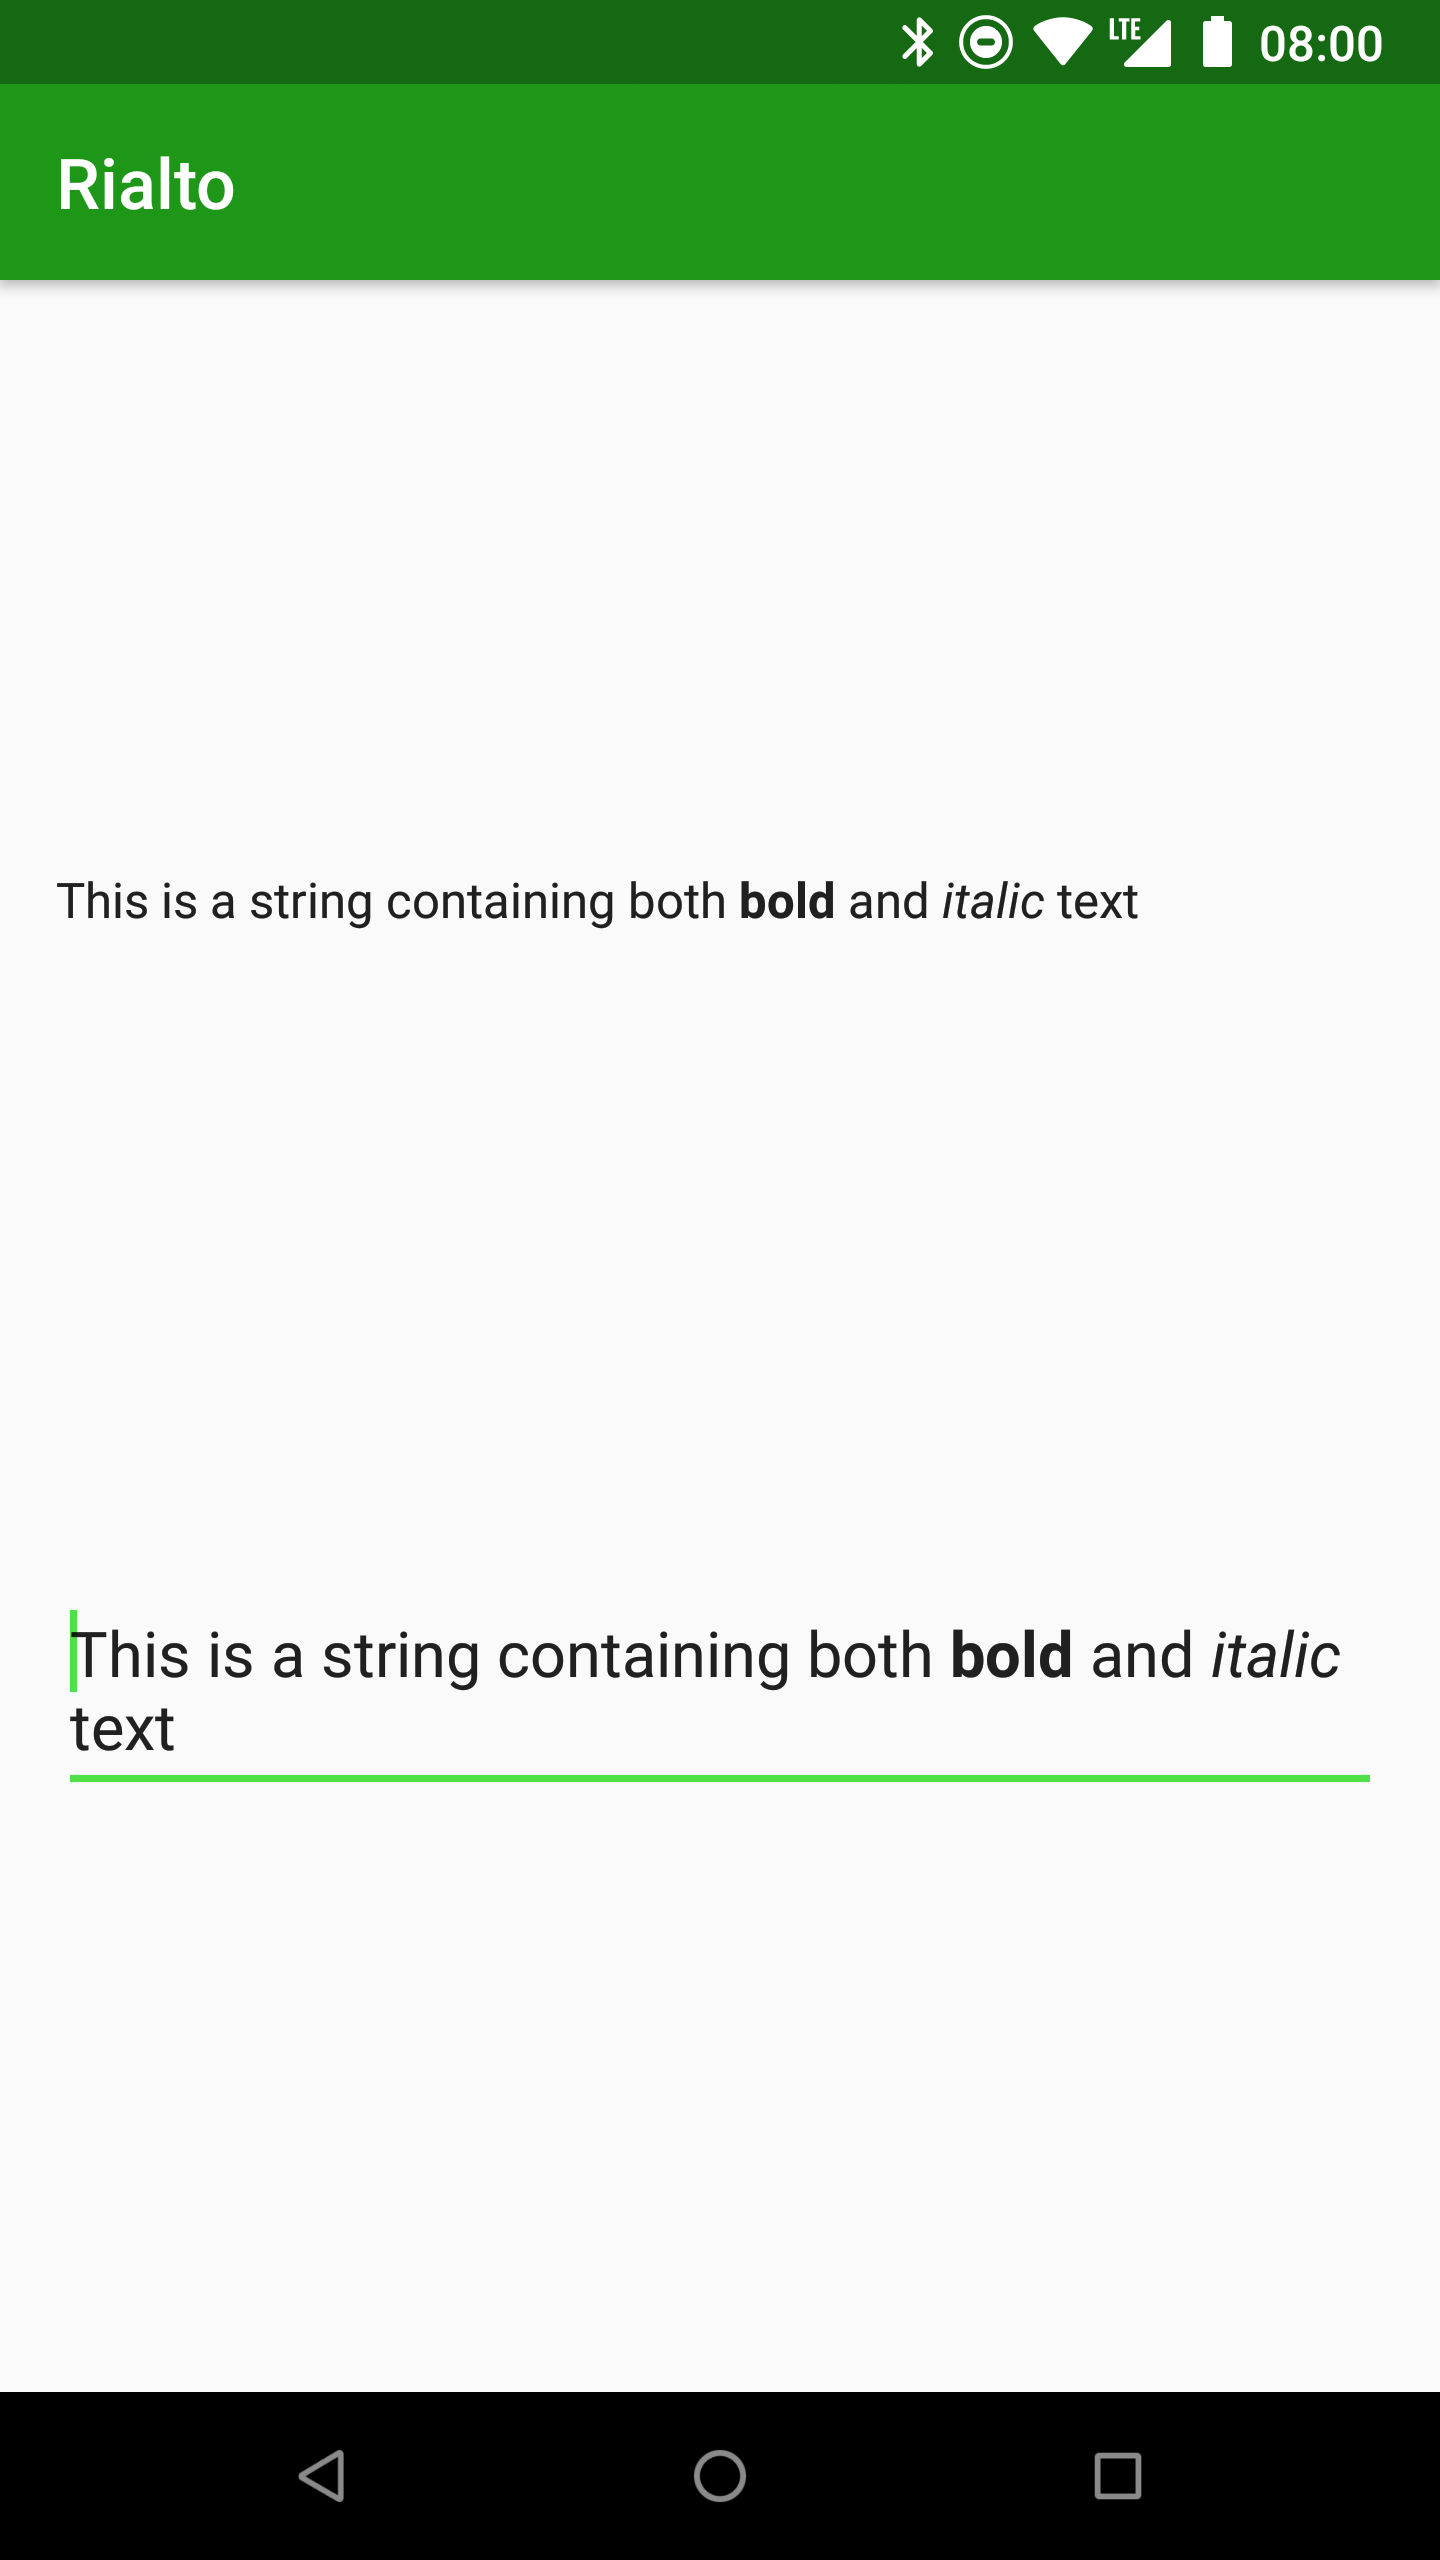 LTE 08:00
Rialto
This is a string containing both bold and italic text
This is a string containing both bold and italic
text